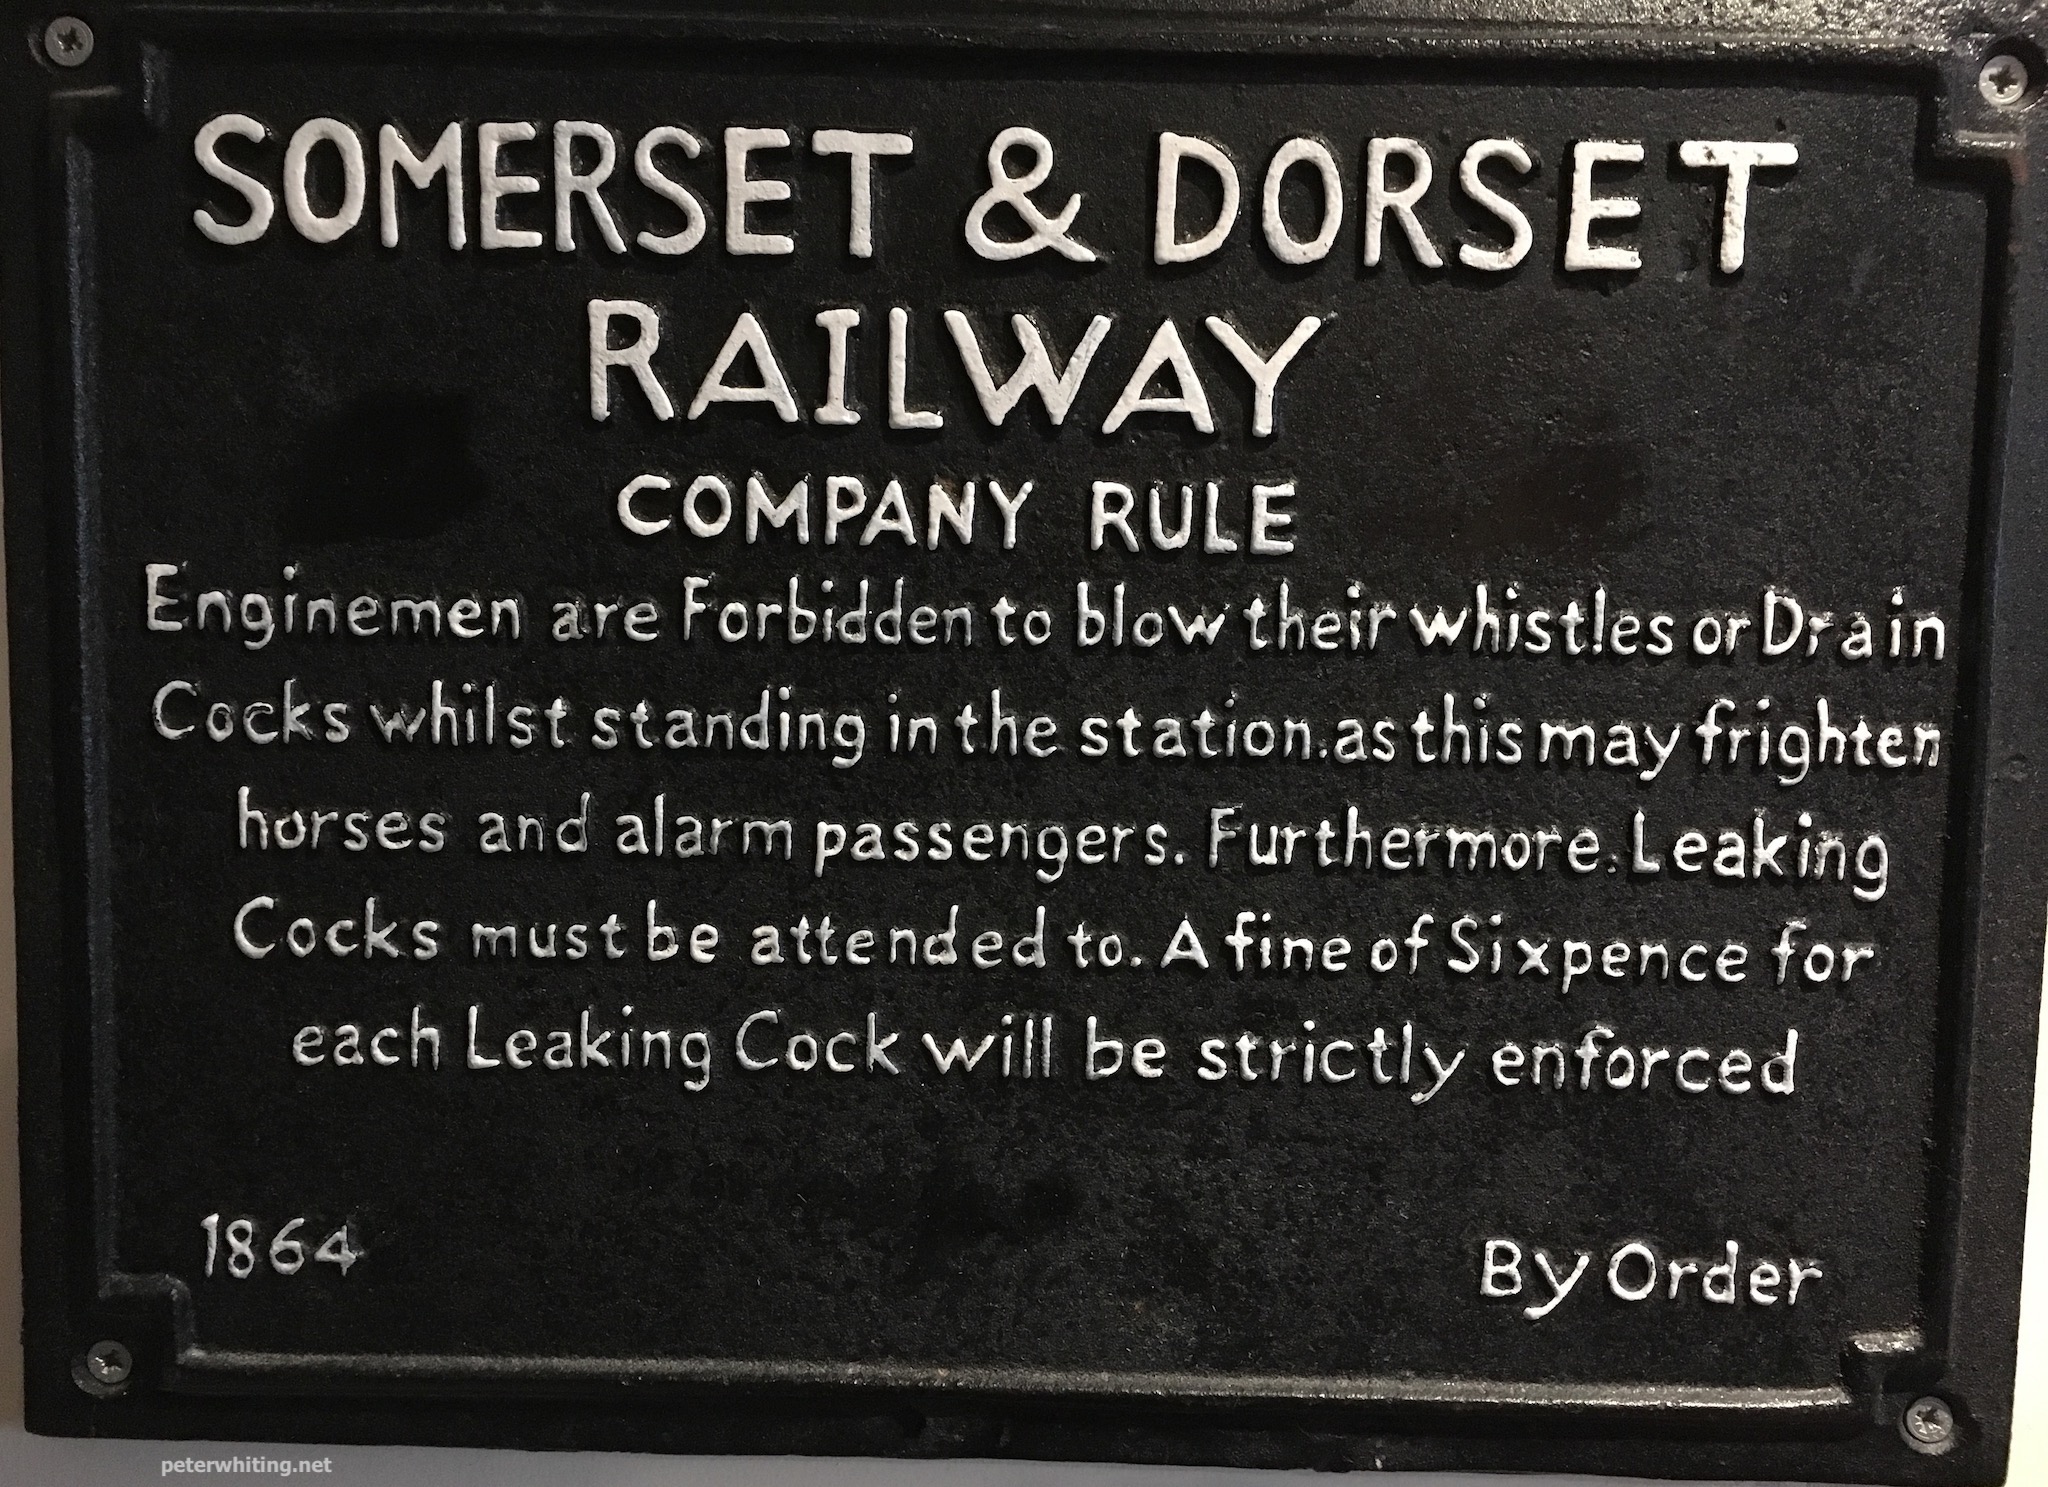 SOMERSET & DORSET
RAILWAY
COMPANY RULE
Enginemen are Forbidden to blow their whistles or Drain
Cocks whilst standing in the station.as this may frighten
horses and alarm passengers. Furthermore.Leaking
Cocks must be attended to. A fine of Sixpence for
each Leaking Cock will be strictly enforced
1864 By Order
peterwhiting.net